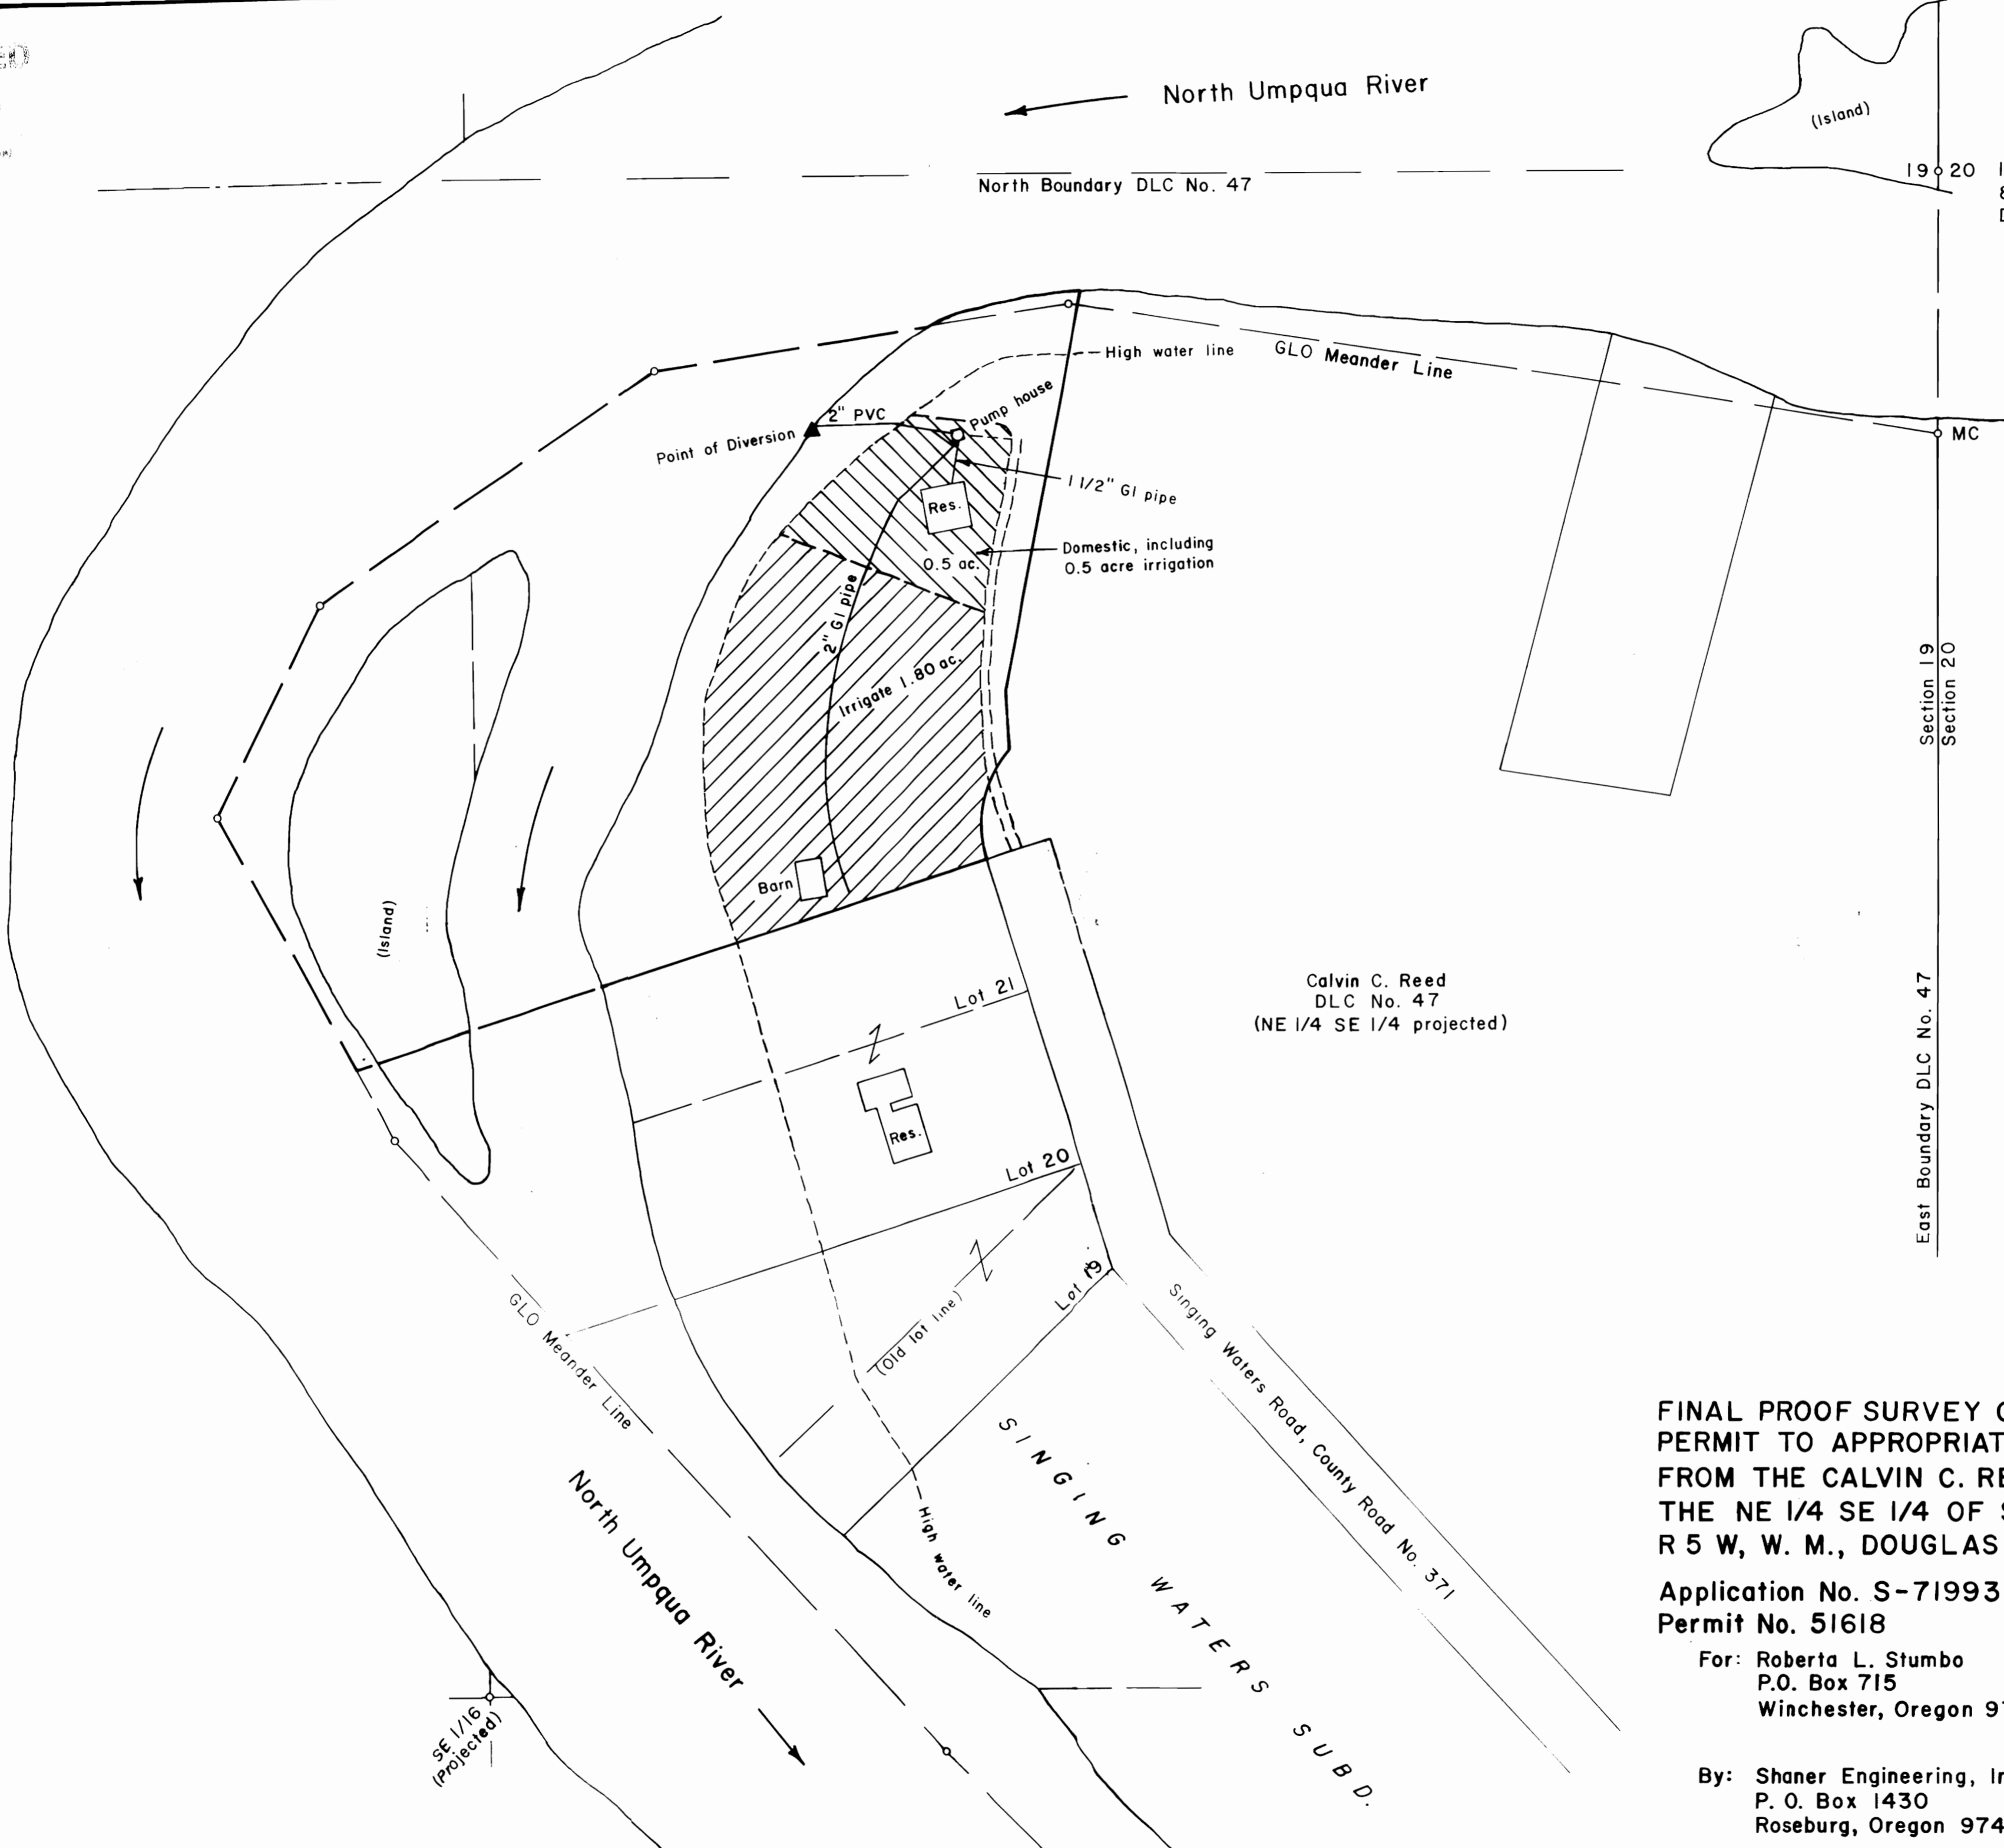 North Umpqua River
(Island)
19 20
North Boundary DLC No. 47
High water line
GLO Meander Line
2" PVC
Pump house
Point of Diversion
MC
1 1/2" GI pipe
Res.
Domestic, including
0.5 acre irrigation
0.5 ac.
2" GI pipe
Irrigate 1.80 ac.
Section 19
Section 20
Barn
(Island)
Calvin C. Reed
DLC No. 47
(NE 1/4 SE 1/4 projected)
East Boundary DLC No. 47
Lot 21
Res.
Lot 20
Lot 19
(Old lot line)
GLO Meander Line
Singing Waters Road, County Road No. 371
SINGING WATERS SUBD.
High water line
North Umpqua River
SE 1/16
(Projected)
FINAL PROOF SURVEY
PERMIT TO APPROPRIAT
FROM THE CALVIN C. RE
THE NE 1/4 SE 1/4 OF
R 5 W, W. M., DOUGLAS
Application No. S-71993
Permit No. 51618
For: Roberta L. Stumbo
P.O. Box 715
Winchester, Oregon 9
By: Shaner Engineering, In
P. O. Box 1430
Roseburg, Oregon 974